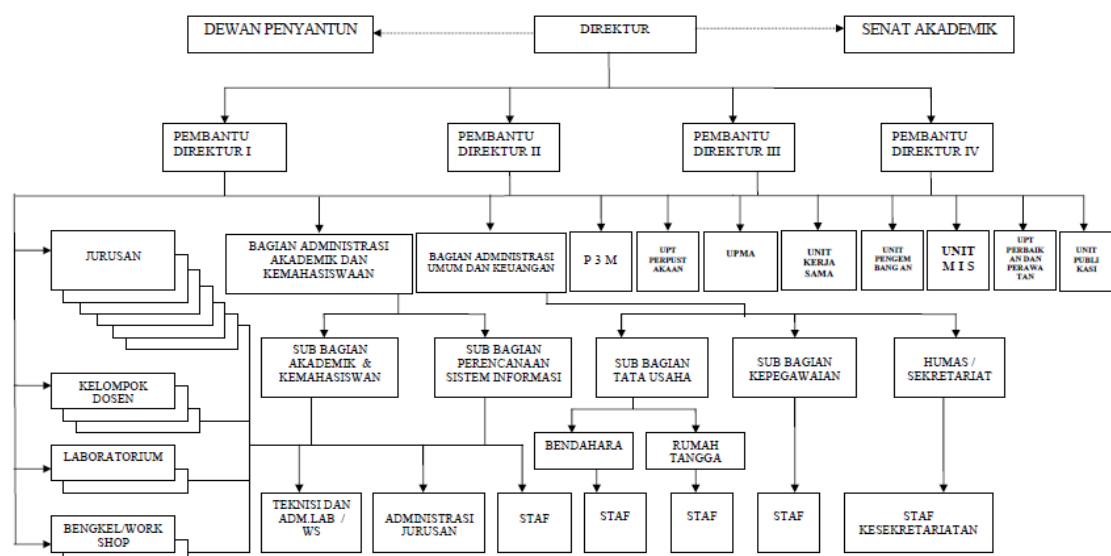 DEWAN PENYANTUN
DIREKTUR
SENAT AKADEMIK
PEMBANTU
DIREKTUR I
PEMBANTU
DIREKTUR II
PEMBANTU
DIREKTUR III
PEMBANTU
DIREKTUR IV
JURUSAN
BAGIAN ADMINISTRASI
AKADEMIK DAN
KEMAHASISWAAN
BAGIAN ADMINISTRASI
UMUM DAN KEUANGAN
P 3 M
UPT
PERPUST
AKAAN
UPMA
UNIT
KERJA
SAMA
UNIT
PENGEM
BANG AN
UNIT
M I S
UPT
PERBAIK
AN DAN
PERAWA
TAN
UNIT
PUBLI
KASI
SUB BAGIAN
AKADEMIK &
KEMAHASISWAN
SUB BAGIAN
PERENCANAAN
SISTEM INFORMASI
SUB BAGIAN
TATA USAHA
SUB BAGIAN
KEPEGAWAIAN
HUMAS /
SEKRETARIAT
KELOMPOK
DOSEN
BENDAHARA
RUMAH
TANGGA
LABORATORIUM
BENGKEL/WORK
SHOP
TEKNISI DAN
ADM.LAB /
WS
ADMINISTRASI
JURUSAN
STAF
STAF
STAF
STAF
STAF
KESEKRETARIATAN